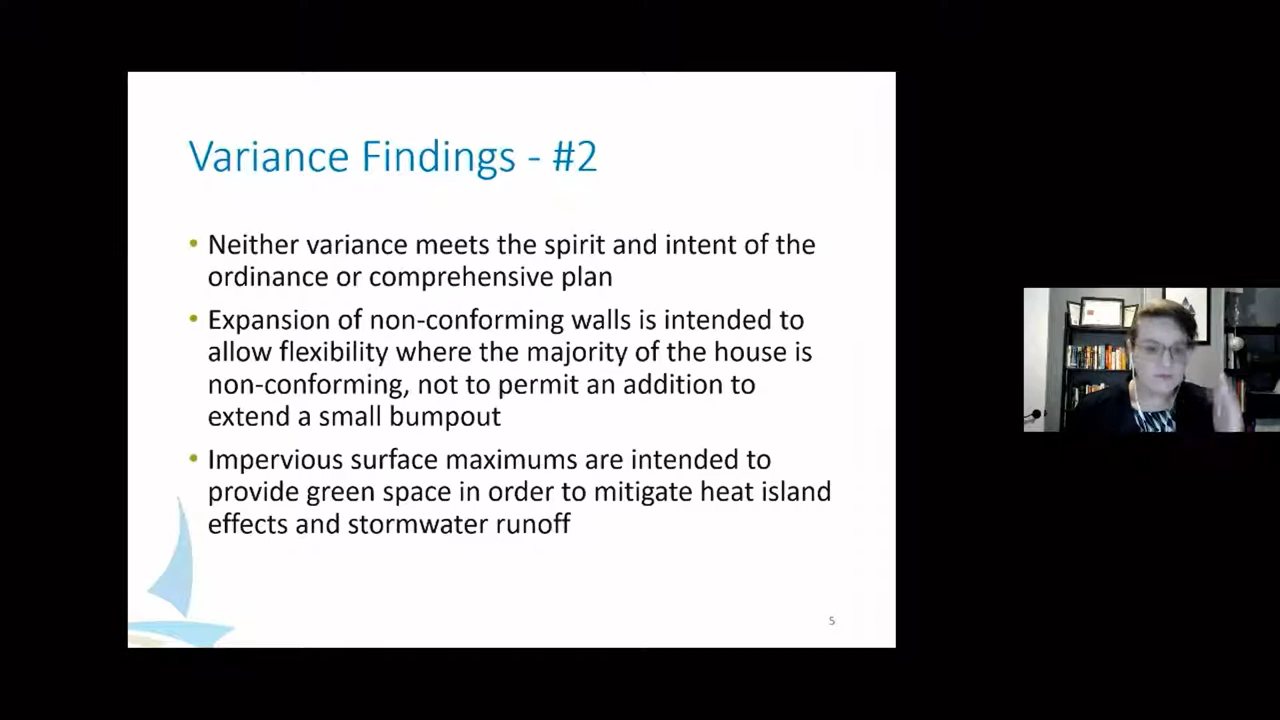 Variance Findings - #2
• Neither variance meets the spirit and intent of the
ordinance or comprehensive plan
• Expansion of non-conforming walls is intended to
allow flexibility where the majority of the house is
non-conforming, not to permit an addition to
extend a small bumpout
• Impervious surface maximums are intended to
provide green space in order to mitigate heat island
effects and stormwater runoff
5